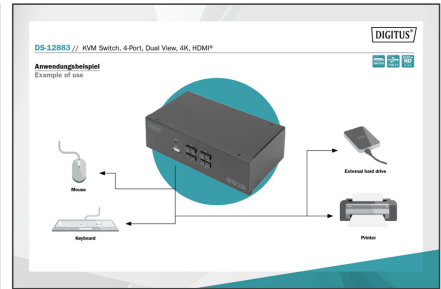 DIGITUS®
DS-12883 // KVM Switch, 4-Port, Dual View, 4K, HDMI®
Anwendungsbeispiel
Example of use
Mouse
External hard drive
Keyboard
Printer